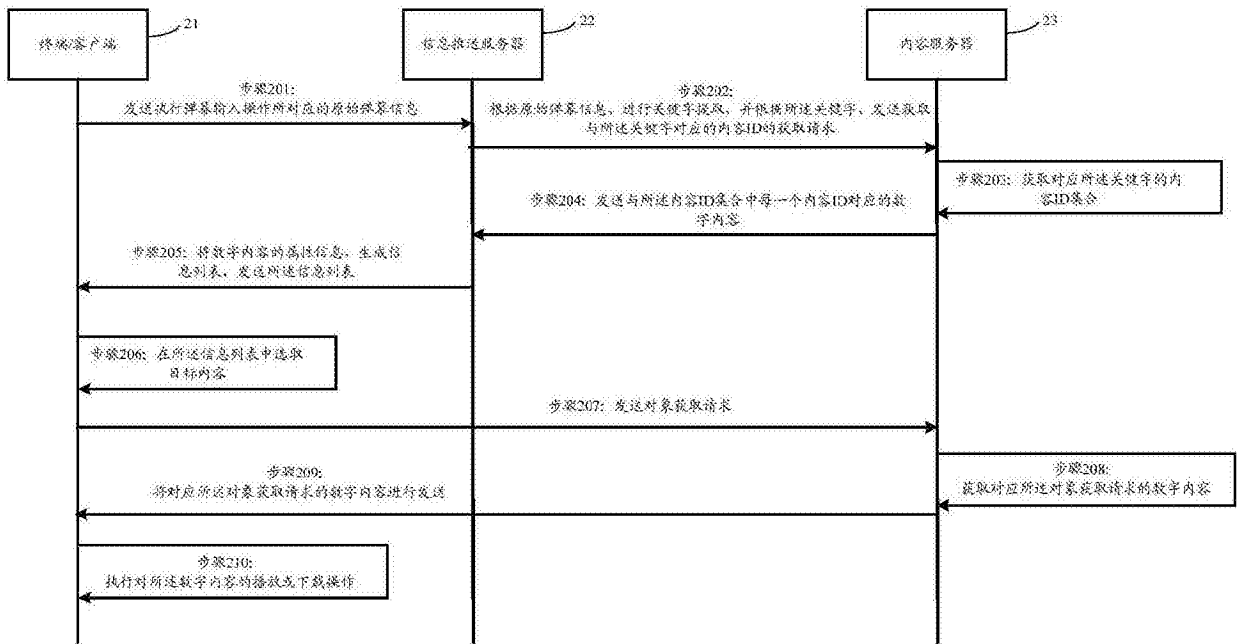 21
22
23
终端/客户端
信息推送服务器
内容服务器
步骤201:
发送执行弹幕输入操作所对应的原始弹幕信息
步骤202:
根据原始弹幕信息、进行关键字提取、并根据所述关键字、发送获取
与所述关键字对应的内容ID的获取请求
步骤203: 获取对应所述关键字的内
容ID集合
步骤204: 发送与所述内容ID集合中每一个内容ID对应的数
字内容
步骤205: 将数字内容的属性信息、生成信
息列表、发送所述信息列表
步骤206: 在所述信息列表中选取
目标内容
步骤207: 发送对象获取请求
步骤208:
获取对应所述对象获取请求的数字内容
步骤209:
将对应所述对象获取请求的数字内容进行发送
步骤210:
执行对所述数字内容的播放或下载操作